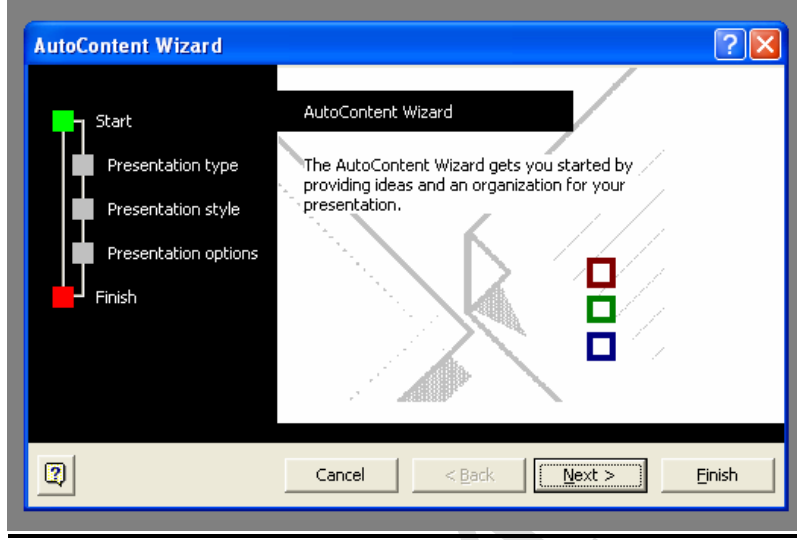 AutoContent Wizard
Start
Presentation type
Presentation style
Presentation options
Finish
AutoContent Wizard
The AutoContent Wizard gets you started by
providing ideas and an organization for your
presentation.
Cancel
< Back
Next >
Finish